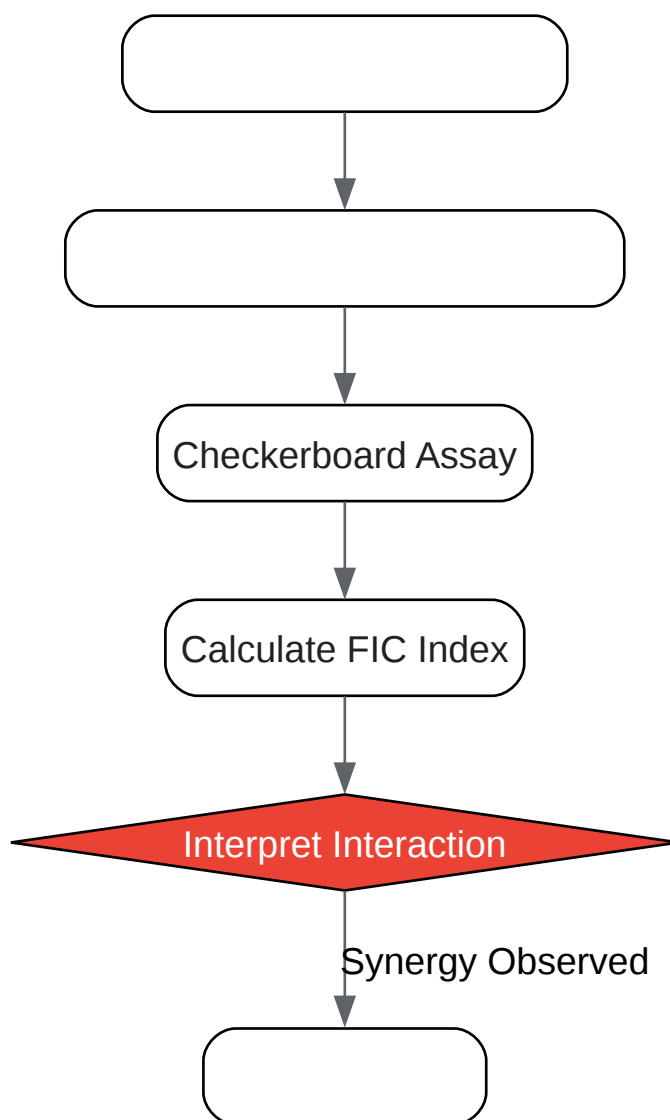 Checkerboard Assay
Calculate FIC Index
Interpret Interaction
Synergy Observed